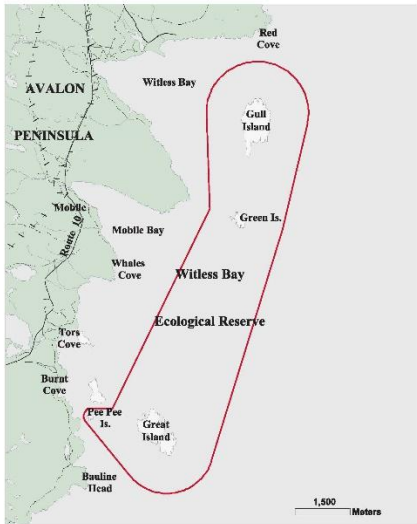 Red
Cove
Witless Bay
AVALON
PENINSULA
Gull
Island
Mobile
Route 10
Mobile Bay
Green Is.
Whales
Cove
Witless Bay
Ecological Reserve
Tors
Cove
Burnt
Cove
Pee Pee
Is.
Great
Island
Bauline
Head
1,500
Meters